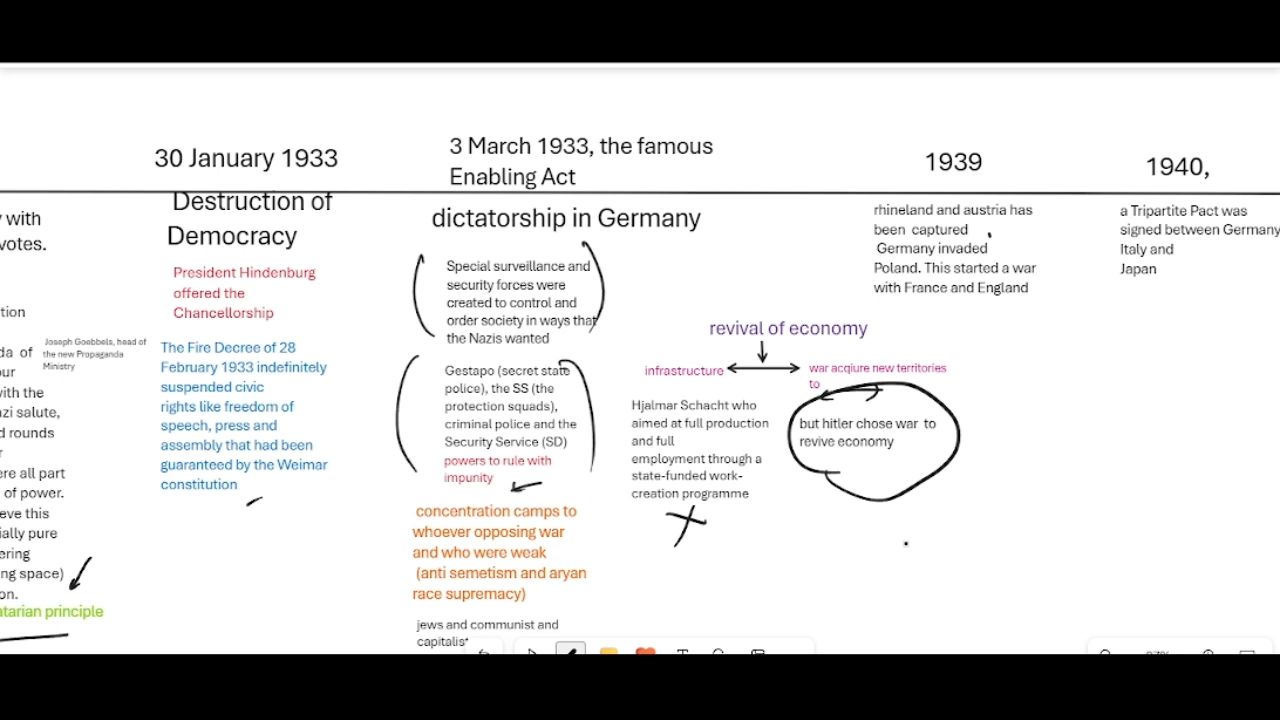 30 January 1933
3 March 1933, the famous
Enabling Act
1939
1940,
with
votes.
tion
da of
Joseph Goebbels, head of
the new Propaganda
Ministry
our
with the
zi salute,
d rounds
r
ere all part
of power.
eve this
ially pure
ering
ng space)
on.
atarian principle
Destruction of
Democracy
President Hindenburg
offered the
Chancellorship
The Fire Decree of 28
February 1933 indefinitely
suspended civic
rights like freedom of
speech, press and
assembly that had been
guaranteed by the Weimar
constitution
dictatorship in Germany
Special surveillance and
security forces were
created to control and
order society in ways that
the Nazis wanted
Gestapo (secret state
police), the SS (the
protection squads),
criminal police and the
Security Service (SD)
powers to rule with
impunity
concentration camps to
whoever opposing war
and who were weak
(anti semetism and aryan
race supremacy)
jews and communist and
capitalist
revival of economy
infrastructure
war acqiure new territories
to
Hjalmar Schacht who
aimed at full production
and full
employment through a
state-funded work-
creation programme
but hitler chose war to
revive economy
rhineland and austria has
been captured
Germany invaded
Poland. This started a war
with France and England
a Tripartite Pact was
signed between Germany
Italy and
Japan